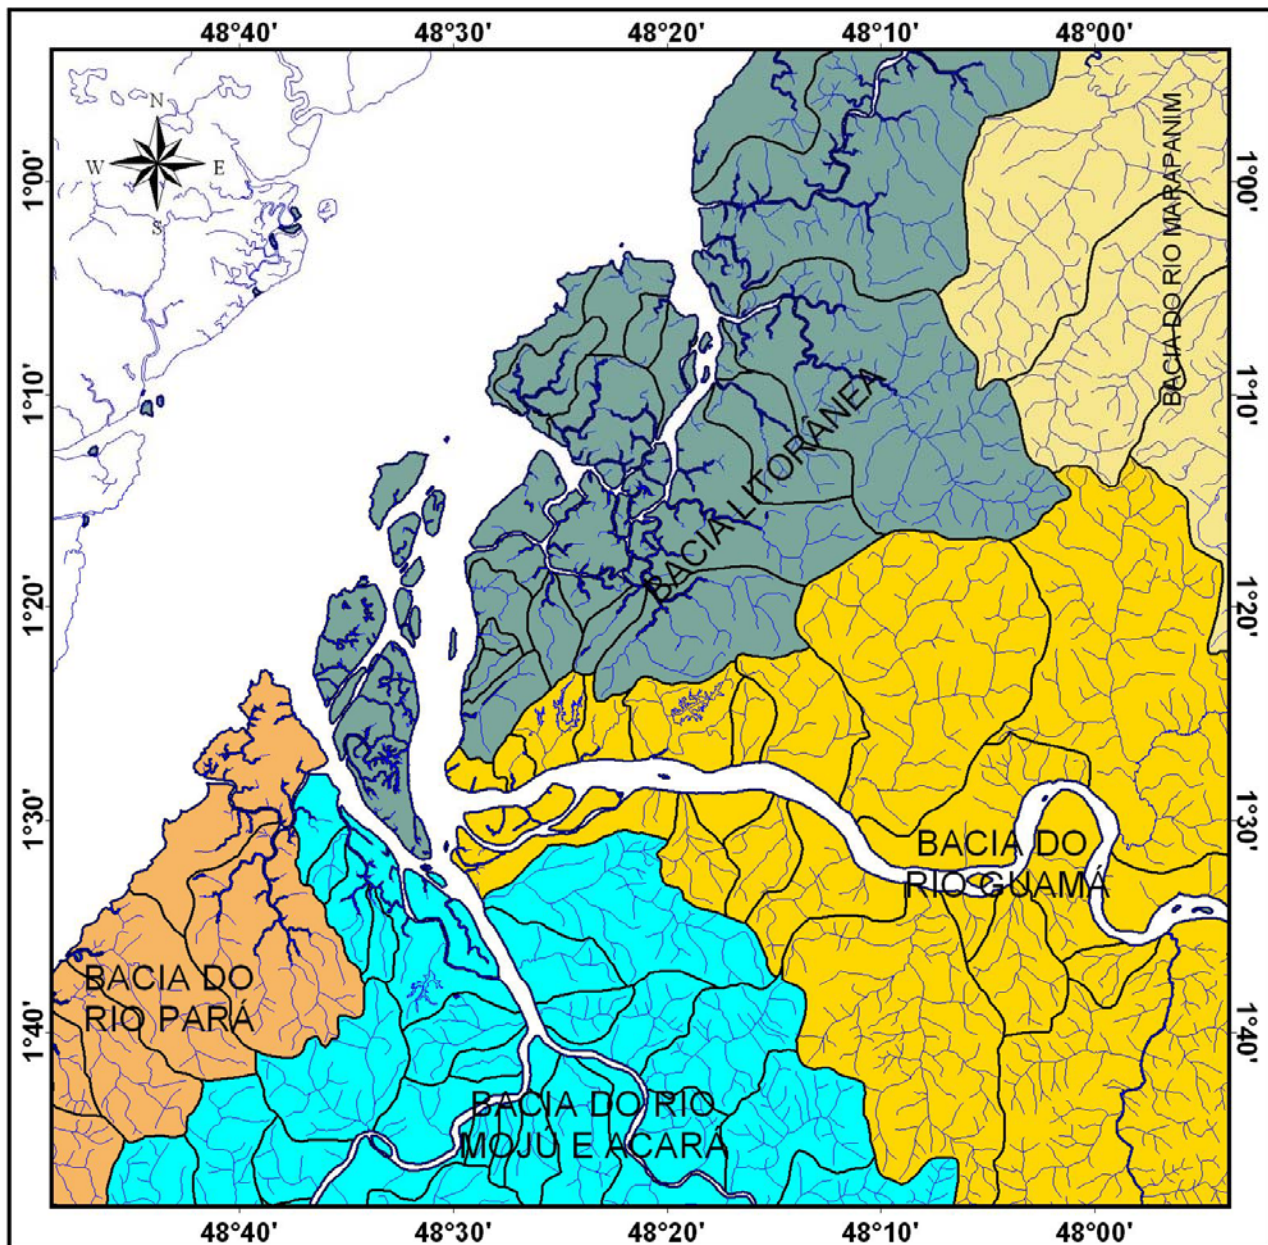 48°40' 48°30' 48°20' 48°10' 48°00'
N
W E
S
1°00' 1°00'
BACIA DO RIO MARAPANIM
1°10' 1°10'
BACIA LITORÂNEA
1°20' 1°20'
1°30' 1°30'
BACIA DO
RIO GUAMÁ
BACIA DO
RIO PARÁ
1°40' 1°40'
BACIA DO RIO
MOJÚ E ACARÁ
48°40' 48°30' 48°20' 48°10' 48°00'